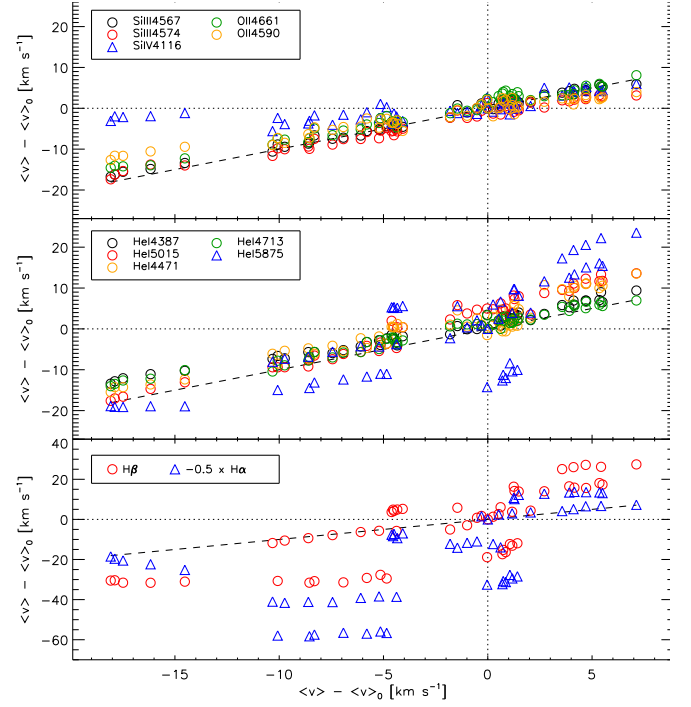 SiIII4567 OII4661
SiIII4574 OII4590
SiIV4116
20
10
0
−10
−20
<v> − <v>₀ [km s⁻¹]
HeI4387 HeI4713
HeI5015 HeI5875
HeI4471
20
10
0
−10
−20
<v> − <v>₀ [km s⁻¹]
Hβ −0.5 x Hα
40
20
0
−20
−40
−60
<v> − <v>₀ [km s⁻¹]
−15 −10 −5 0 5
<v> − <v>₀ [km s⁻¹]